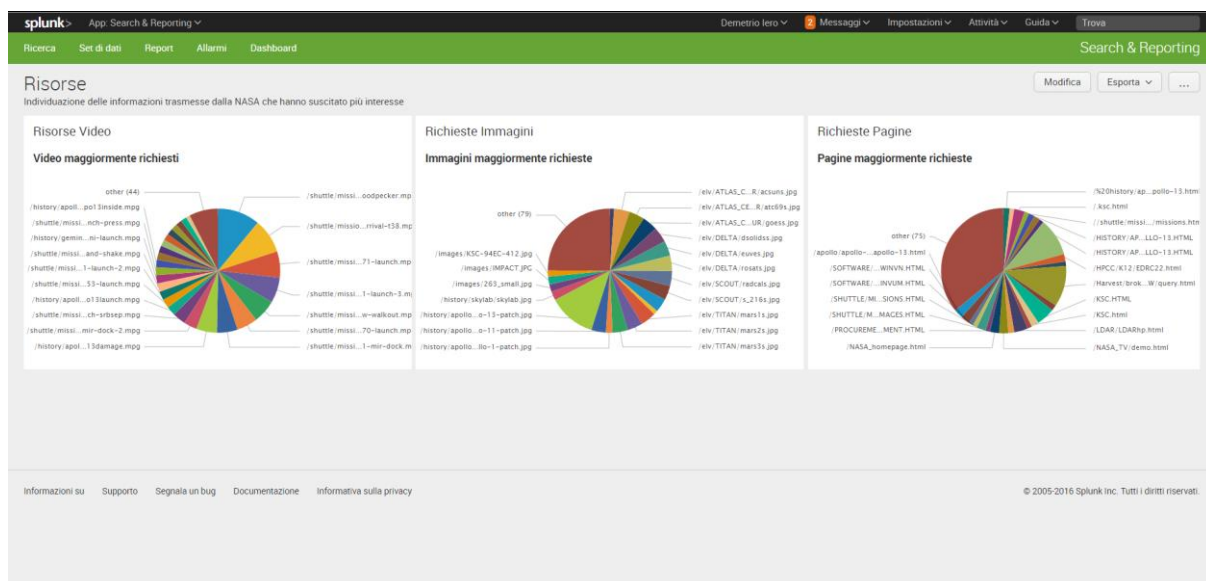 splunk> App: Search & Reporting Demetrio Iero 2 Messaggi Impostazioni Attività Guida Trova
Ricerca Set di dati Report Allarmi Dashboard Search & Reporting
Risorse Modifica Esporta ...
Individuazione delle informazioni trasmesse dalla NASA che hanno suscitato più interesse
Risorse Video
Video maggiormente richiesti
other (44)
/history/apoll...po13inside.mpg
/shuttle/missi...nch-press.mpg
/history/gemin...ni-launch.mpg
/shuttle/missi...and-shake.mpg
/shuttle/missi...1-launch-2.mpg
/shuttle/missi...53-launch.mpg
/history/apoll...o13launch.mpg
/shuttle/missi...ch-srbsep.mpg
/shuttle/missi...mir-dock-2.mpg
/history/apol...13damage.mpg
/shuttle/missi...oodpecker.mp
/shuttle/missio...rrival-t38.mp
/shuttle/missi...71-launch.mp
/shuttle/missi...1-launch-3.m
/shuttle/missi...w-walkout.mp
/shuttle/missi...70-launch.mp
/shuttle/missi...1-mir-dock.m
Richieste Immagini
Immagini maggiormente richieste
other (79)
/images/KSC-94EC-412.jpg
/images/IMPACT.JPG
/images/263_small.jpg
/history/skylab/skylab.jpg
/history/apollo...o-13-patch.jpg
/history/apollo...o-11-patch.jpg
/history/apollo...llo-1-patch.jpg
/elv/ATLAS_C...R/acsuns.jpg
/elv/ATLAS_CE...R/atc69s.jpg
/elv/ATLAS_C...UR/goess.jpg
/elv/DELTA/dsolidss.jpg
/elv/DELTA/euves.jpg
/elv/DELTA/rosats.jpg
/elv/SCOUT/radcals.jpg
/elv/SCOUT/s_216s.jpg
/elv/TITAN/mars1s.jpg
/elv/TITAN/mars2s.jpg
/elv/TITAN/mars3s.jpg
Richieste Pagine
Pagine maggiormente richieste
other (75)
/apollo/apollo-...apollo-13.html
/SOFTWARE/...WINVN.HTML
/SOFTWARE/...INVUM.HTML
/SHUTTLE/MI...SIONS.HTML
/SHUTTLE/M...MAGES.HTML
/PROCUREME...MENT.HTML
/NASA_homepage.html
/%20history/ap...pollo-13.html
/.ksc.html
//shuttle/missi.../missions.htm
/HISTORY/AP...LLO-13.HTML
/HISTORY/AP...LLO-13.HTML
/HPCC/K12/EDRC22.html
/Harvest/brok...W/query.html
/KSC.HTML
/KSC.html
/LDAR/LDARhp.html
/NASA_TV/demo.html
Informazioni su Supporto Segnala un bug Documentazione Informativa sulla privacy © 2005-2016 Splunk Inc. Tutti i diritti riservati.